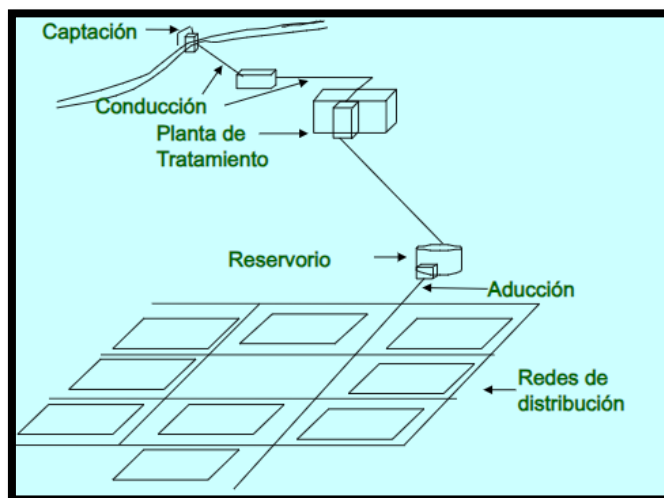 Captación
Conducción
Planta de
Tratamiento
Reservorio
Aducción
Redes de
distribución